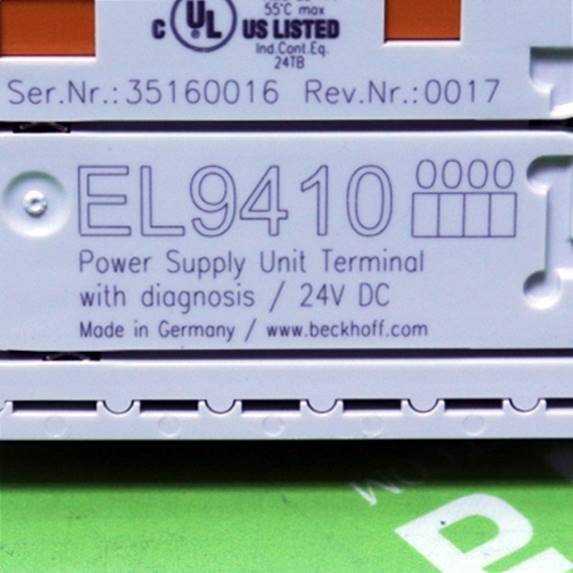 55°C max
c UL US LISTED
Ind.Cont.Eq.
24TB
Ser.Nr.:35160016 Rev.Nr.:0017
EL9410 0000
Power Supply Unit Terminal
with diagnosis / 24V DC
Made in Germany / www.beckhoff.com